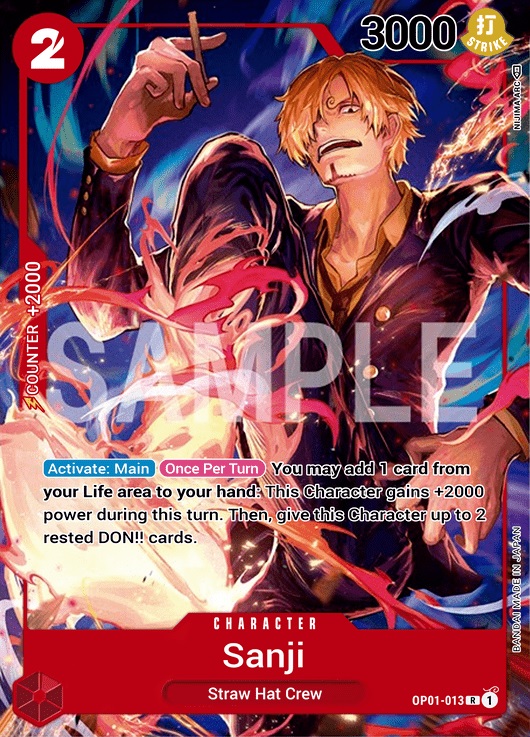 2
3000
打
STRIKE
NIJIMA ARC
COUNTER +2000
SAMPLE
Activate: Main Once Per Turn You may add 1 card from
your Life area to your hand: This Character gains +2000
power during this turn. Then, give this Character up to 2
rested DON!! cards.
BANDAI MADE IN JAPAN
CHARACTER
Sanji
Straw Hat Crew
OP01-013 R 1